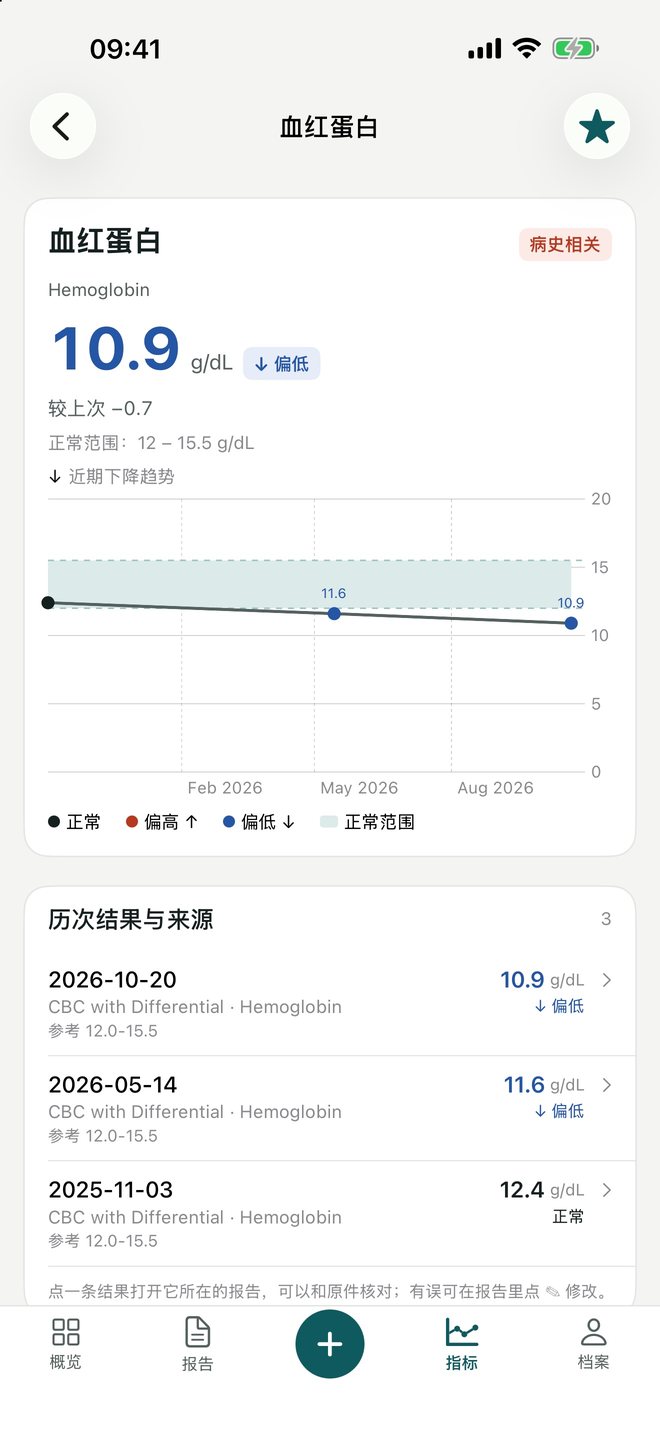 09:41
血红蛋白
血红蛋白
病史相关
Hemoglobin
10.9 g/dL ↓ 偏低
较上次 −0.7
正常范围：12 – 15.5 g/dL
↓ 近期下降趋势
20
15
11.6
10.9
10
5
0
Feb 2026 May 2026 Aug 2026
正常 偏高 ↑ 偏低 ↓ 正常范围
历次结果与来源 3
2026-10-20 10.9 g/dL
CBC with Differential · Hemoglobin ↓ 偏低
参考 12.0-15.5
2026-05-14 11.6 g/dL
CBC with Differential · Hemoglobin ↓ 偏低
参考 12.0-15.5
2025-11-03 12.4 g/dL
CBC with Differential · Hemoglobin 正常
参考 12.0-15.5
点一条结果打开它所在的报告，可以和原件核对；有误可在报告里点 ✎ 修改。
概览 报告 指标 档案